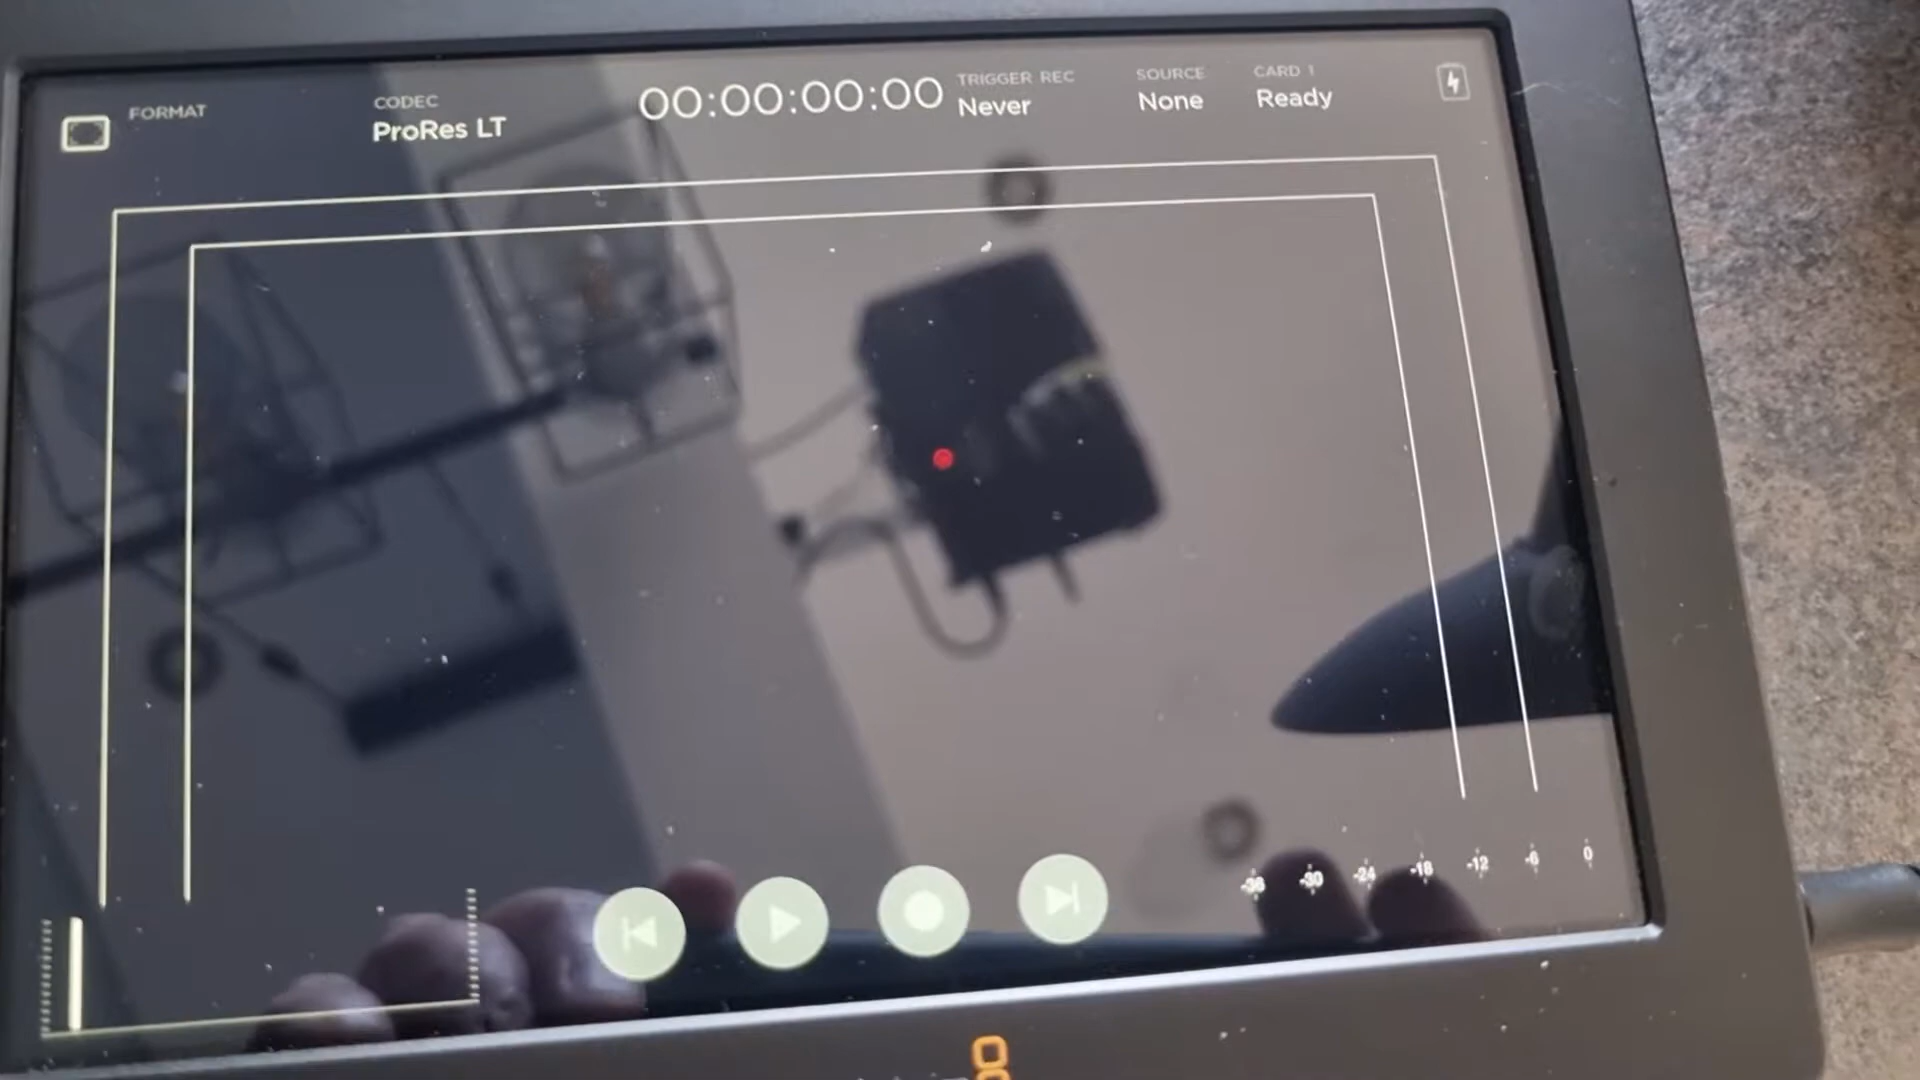 FORMAT
CODEC
ProRes LT
00:00:00:00
TRIGGER REC
Never
SOURCE
None
CARD 1
Ready
-36 -30 -24 -18 -12 -6 0